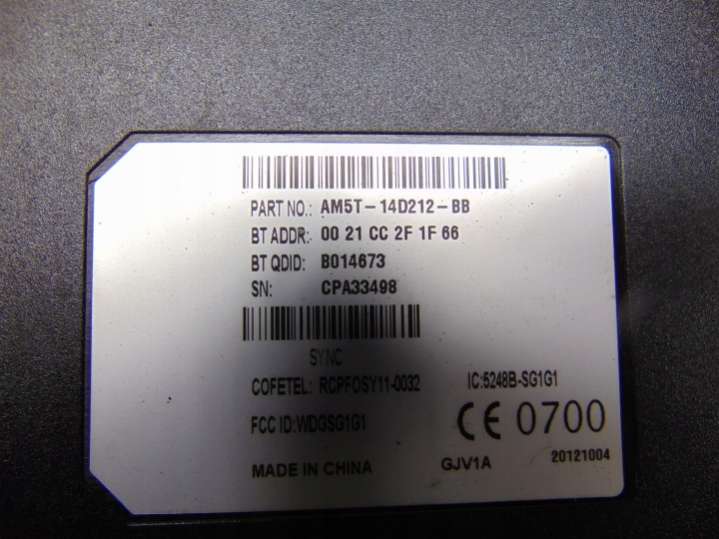 PART NO.: AM5T-14D212-BB
BT ADDR: 00 21 CC 2F 1F 66
BT QDID: B014673
SN: CPA33498
SYNC
COFETEL: RCPFOSY11-0032 IC:5248B-SG1G1
FCC ID:WDGSG1G1 CE 0700
MADE IN CHINA GJV1A 20121004